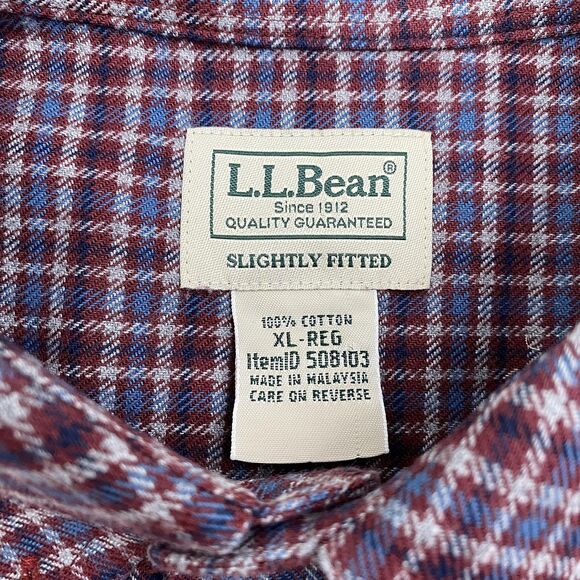 L.L.Bean®
Since 1912
QUALITY GUARANTEED
SLIGHTLY FITTED
100% COTTON
XL-REG
ItemID 508103
MADE IN MALAYSIA
CARE ON REVERSE